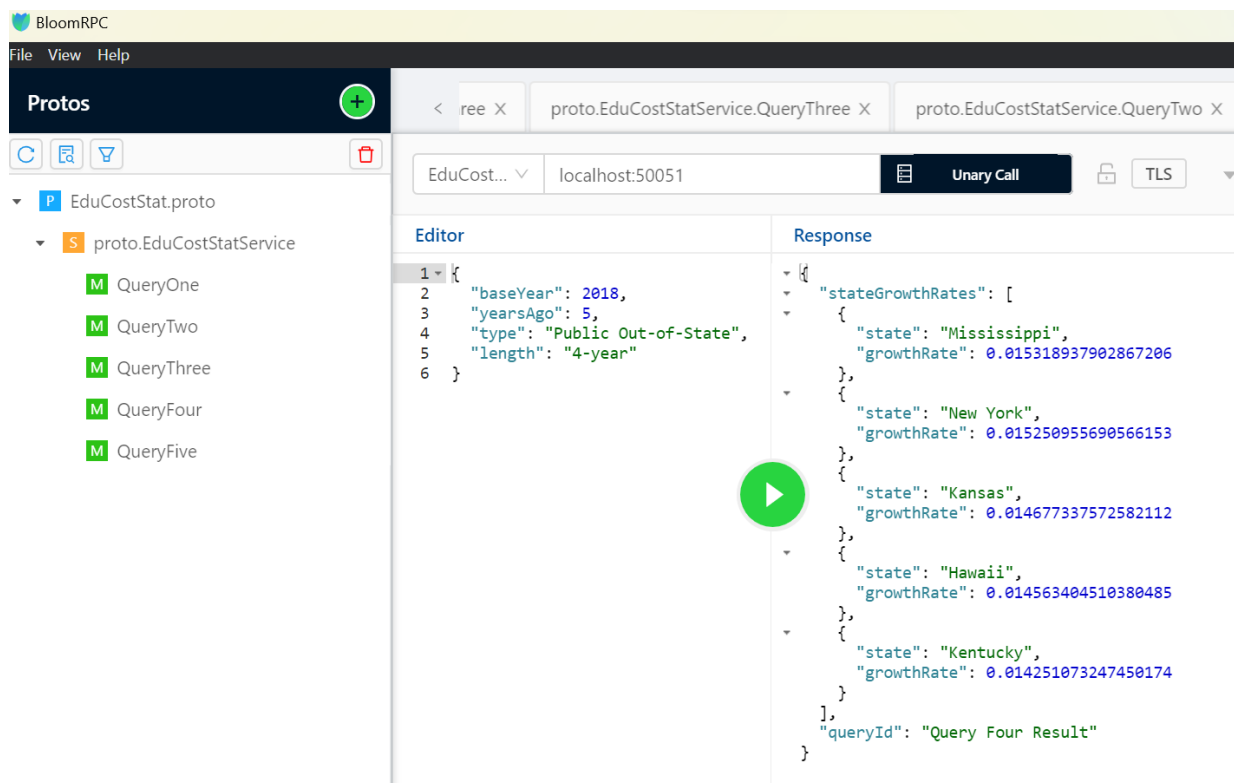 BloomRPC
File View Help
Protos
ree X
proto.EduCostStatService.QueryThree X
proto.EduCostStatService.QueryTwo X
EduCost...
localhost:50051
Unary Call
TLS
P EduCostStat.proto
S proto.EduCostStatService
M QueryOne
M QueryTwo
M QueryThree
M QueryFour
M QueryFive
Editor
1 {
2 "baseYear": 2018,
3 "yearsAgo": 5,
4 "type": "Public Out-of-State",
5 "length": "4-year"
6 }
Response
{
"stateGrowthRates": [
{
"state": "Mississippi",
"growthRate": 0.015318937902867206
},
{
"state": "New York",
"growthRate": 0.015250955690566153
},
{
"state": "Kansas",
"growthRate": 0.014677337572582112
},
{
"state": "Hawaii",
"growthRate": 0.014563404510380485
},
{
"state": "Kentucky",
"growthRate": 0.014251073247450174
}
],
"queryId": "Query Four Result"
}